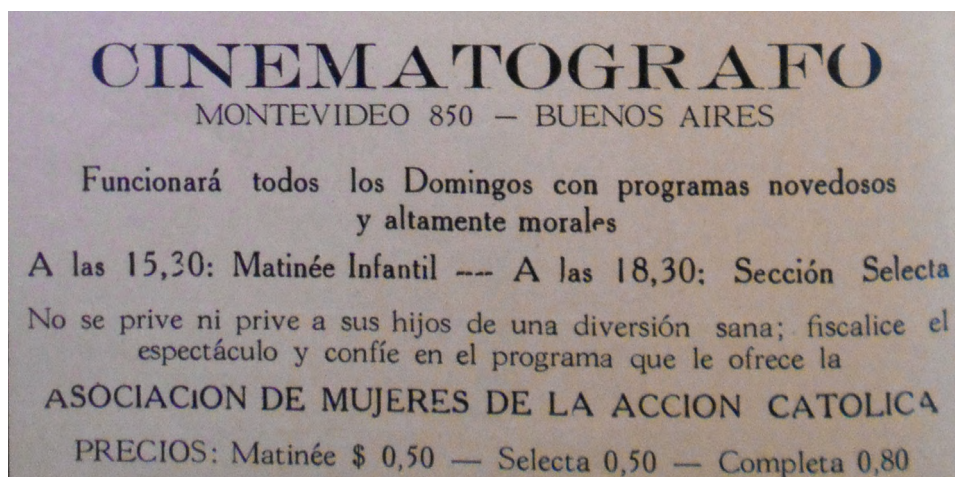 CINEMATOGRAFO
MONTEVIDEO 850 — BUENOS AIRES
Funcionará todos los Domingos con programas novedosos
y altamente morales
A las 15,30: Matinée Infantil —— A las 18,30: Sección Selecta
No se prive ni prive a sus hijos de una diversión sana; fiscalice el
espectáculo y confíe en el programa que le ofrece la
ASOCIACION DE MUJERES DE LA ACCION CATOLICA
PRECIOS: Matinée $ 0,50 — Selecta 0,50 — Completa 0,80